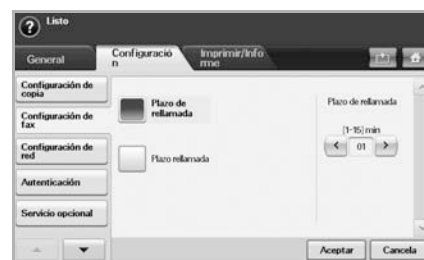 Listo
General
Configuració
n
Imprimir/Info
rme
Configuración de
copia
Configuración de
fax
Configuración de
red
Autenticación
Servicio opcional
Plazo de
rellamada
Plazo rellamada
Plazo de rellamada
[1-15] min
01
Aceptar
Cancela